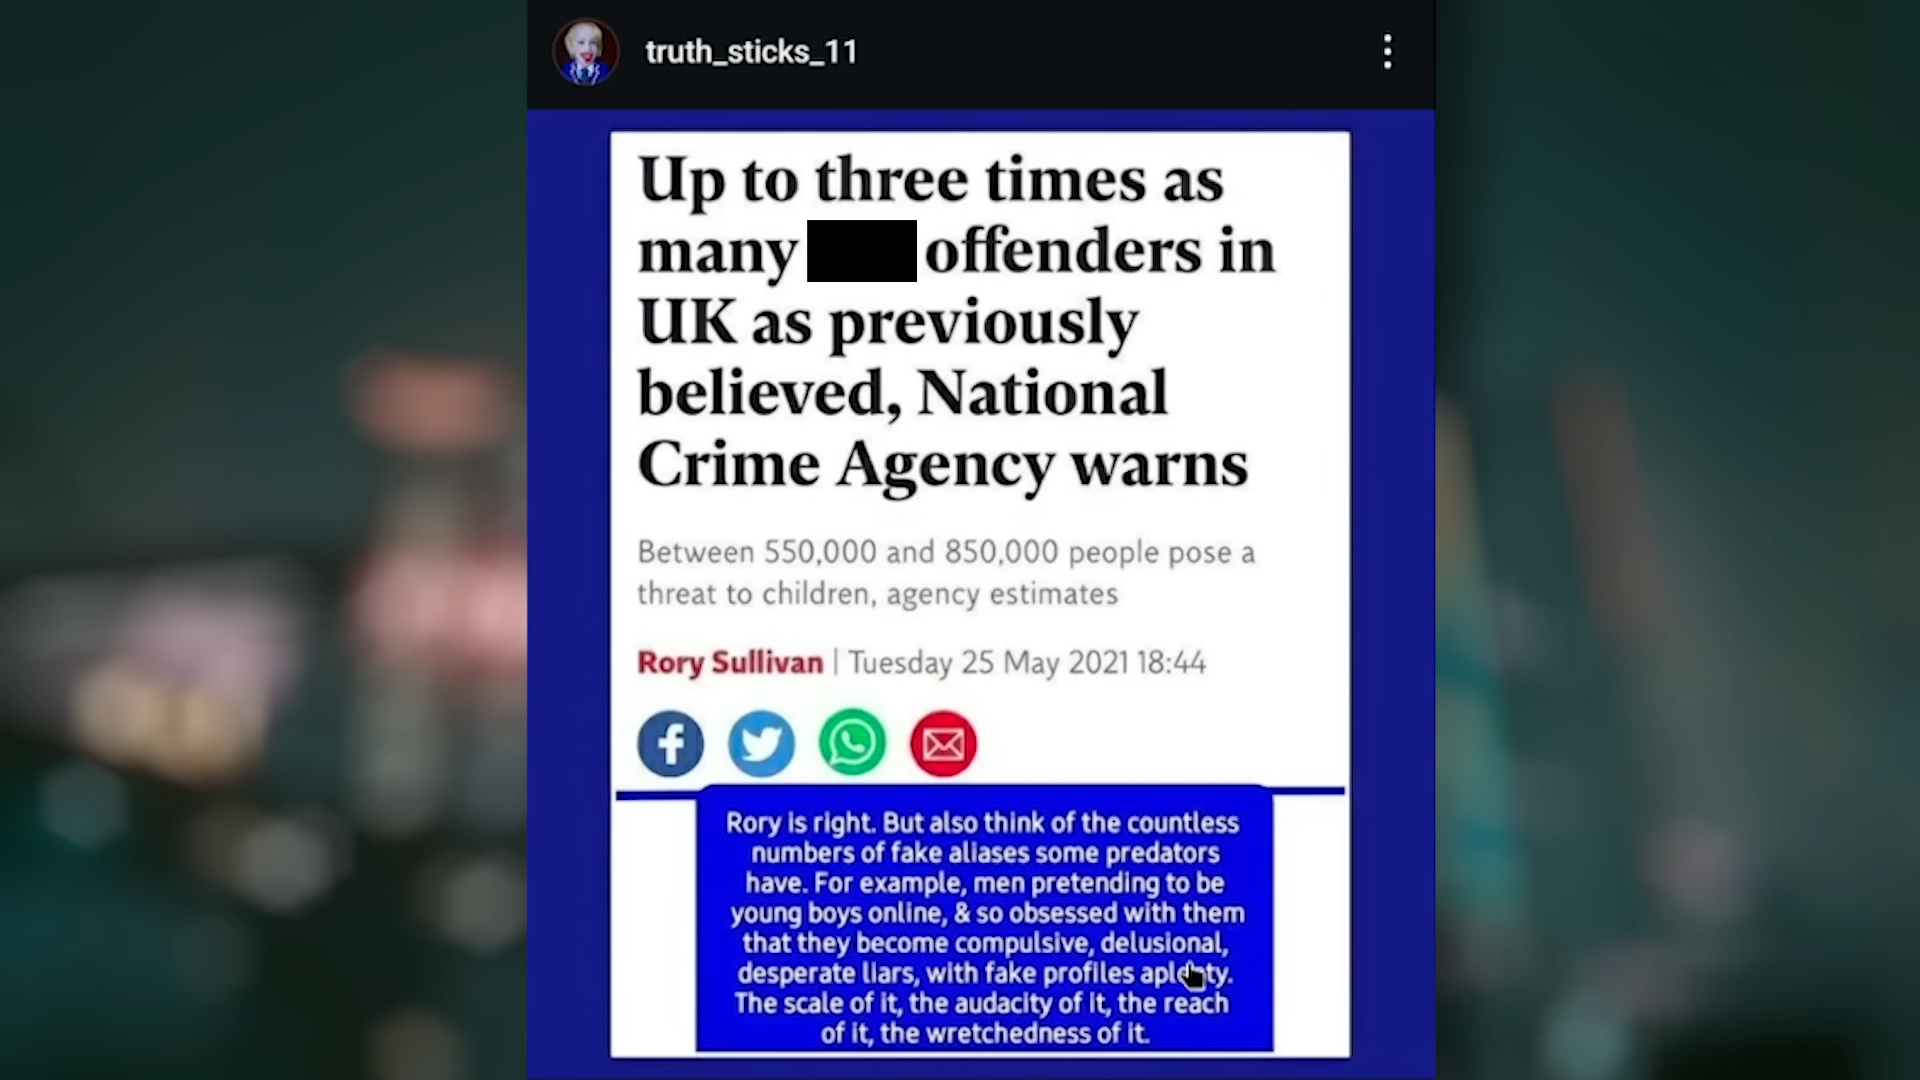 truth_sticks_11
Up to three times as
many offenders in
UK as previously
believed, National
Crime Agency warns
Between 550,000 and 850,000 people pose a
threat to children, agency estimates
Rory Sullivan | Tuesday 25 May 2021 18:44
Rory is right. But also think of the countless
numbers of fake aliases some predators
have. For example, men pretending to be
young boys online, & so obsessed with them
that they become compulsive, delusional,
desperate liars, with fake profiles aplenty.
The scale of it, the audacity of it, the reach
of it, the wretchedness of it.